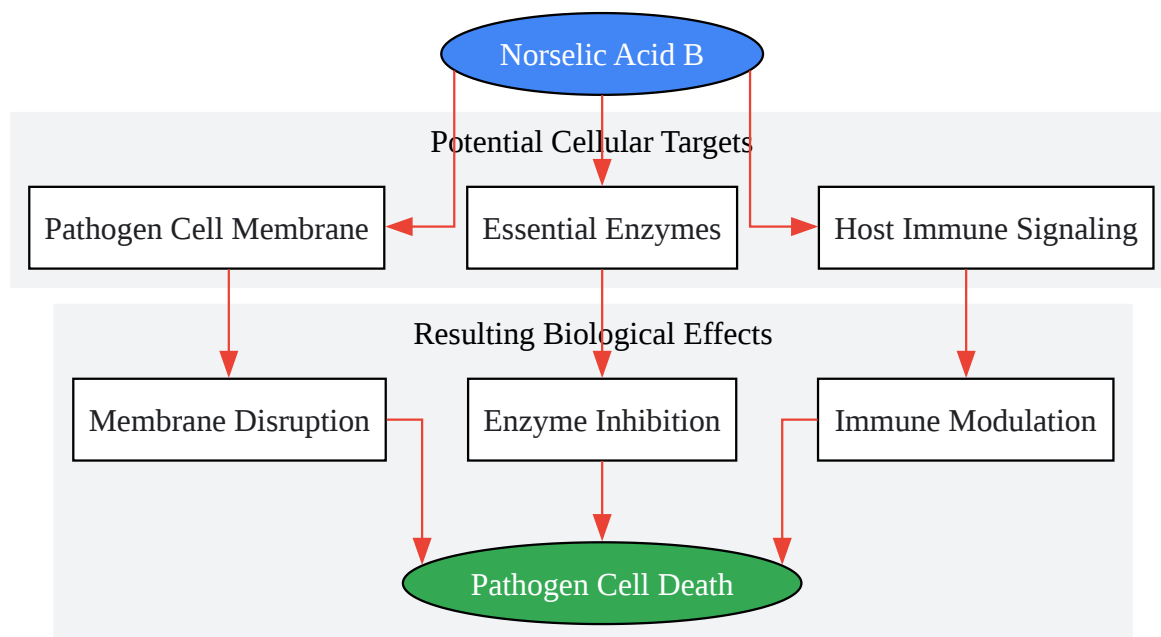 Norselic Acid B
Potential Cellular Targets
Pathogen Cell Membrane
Essential Enzymes
Host Immune Signaling
Resulting Biological Effects
Membrane Disruption
Enzyme Inhibition
Immune Modulation
Pathogen Cell Death